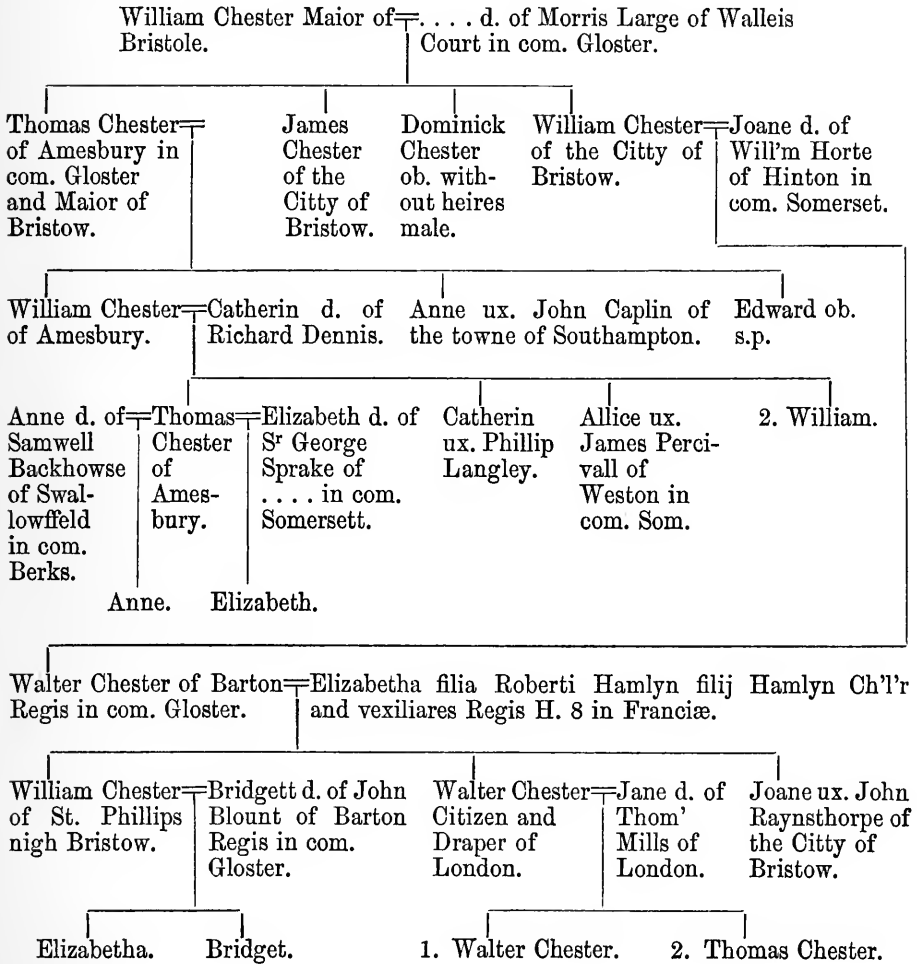 William Chester Maior of
Bristole.
. . . . d. of Morris Large of Walleis
Court in com. Gloster.
Thomas Chester
of Amesbury in
com. Gloster
and Maior of
Bristow.
James
Chester
of the
Citty of
Bristow.
Dominick
Chester
ob. with-
out heires
male.
William Chester
of the Citty of
Bristow.
Joane d. of
Will'm Horte
of Hinton in
com. Somerset.
William Chester
of Amesbury.
Catherin d. of
Richard Dennis.
Anne ux. John Caplin of
the towne of Southampton.
Edward ob.
s.p.
Anne d. of
Samwell
Backhowse
of Swal-
lowffeld
in com.
Berks.
Thomas
Chester
of
Ames-
bury.
Elizabeth d. of
Sr George
Sprake of
. . . . in com.
Somersett.
Catherin
ux. Phillip
Langley.
Allice ux.
James Perci-
vall of
Weston in
com. Som.
2. William.
Anne.
Elizabeth.
Walter Chester of Barton
Regis in com. Gloster.
Elizabetha filia Roberti Hamlyn filij Hamlyn Ch'l'r
and vexiliares Regis H. 8 in Franciæ.
William Chester
of St. Phillips
nigh Bristow.
Bridgett d. of John
Blount of Barton
Regis in com.
Gloster.
Walter Chester
Citizen and
Draper of
London.
Jane d. of
Thom'
Mills of
London.
Joane ux. John
Raynsthorpe of
the Citty of
Bristow.
Elizabetha.
Bridget.
1. Walter Chester.
2. Thomas Chester.